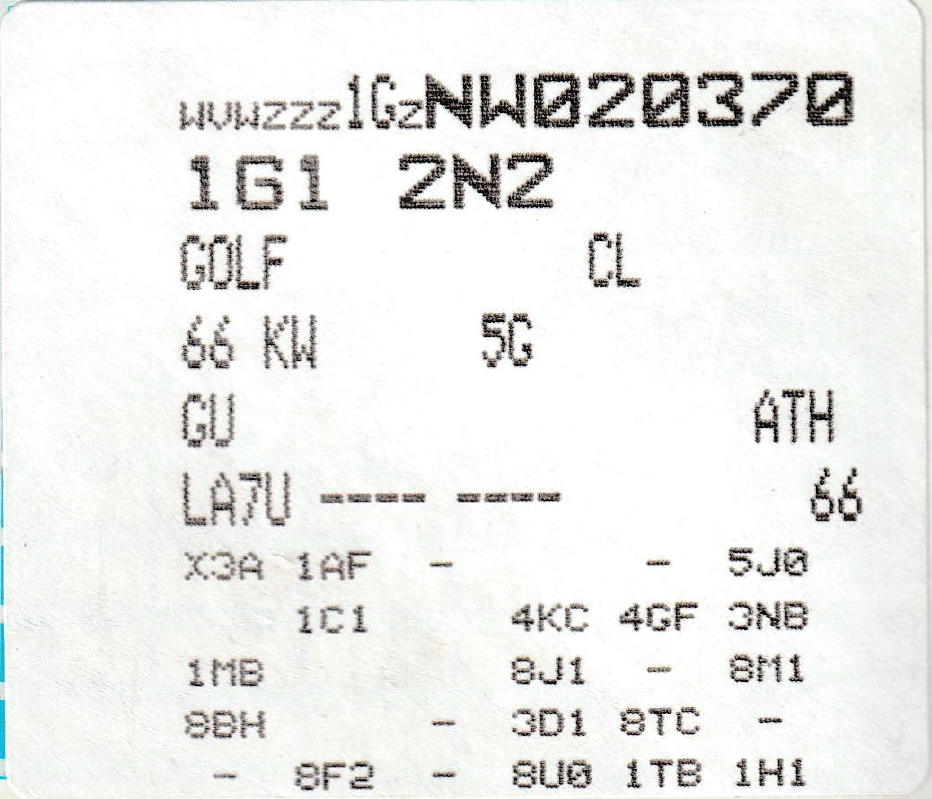 WVWZZZ1GZNW020370
1G1 2N2
GOLF CL
66 KW 5G
GU ATH
LA7U ---- ---- 66
X3A 1AF - - 5J0
1C1 4KC 4GF 3NB
1MB 8J1 - 8M1
8BH - 3D1 8TC -
- 8F2 - 8U0 1TB 1H1